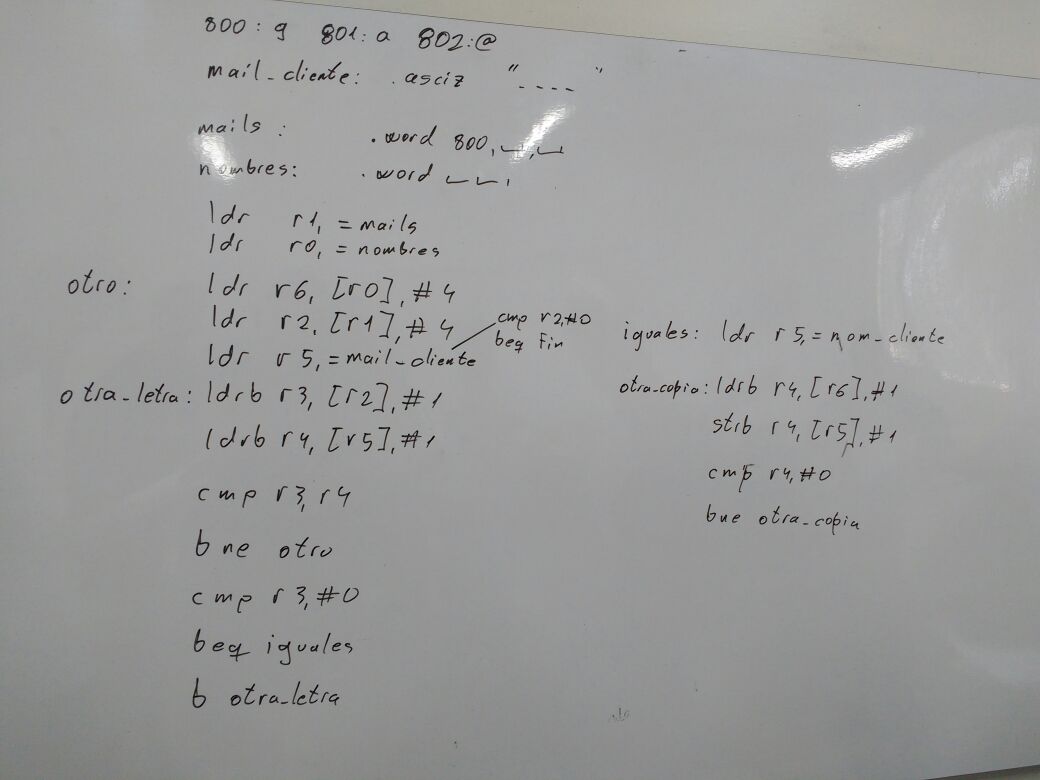 800 : g 801: a 802:@
mail_cliente: .asciz "----"
mails : .word 800, _, _
nombres: .word _ _ ,
ldr r1, = mails
ldr r0, = nombres
otro: ldr r6, [r0], #4
ldr r2, [r1], #4
cmp r2,#0
beq Fin
ldr r5, = mail_cliente
otra_letra: ldrb r3, [r2], #1
ldrb r4, [r5], #1
cmp r3, r4
bne otro
cmp r3, #0
beq iguales
b otra_letra
iguales: ldr r5, = nom_cliente
otra_copia: ldrb r4, [r6], #1
strb r4, [r5], #1
cmp r4, #0
bne otra_copia